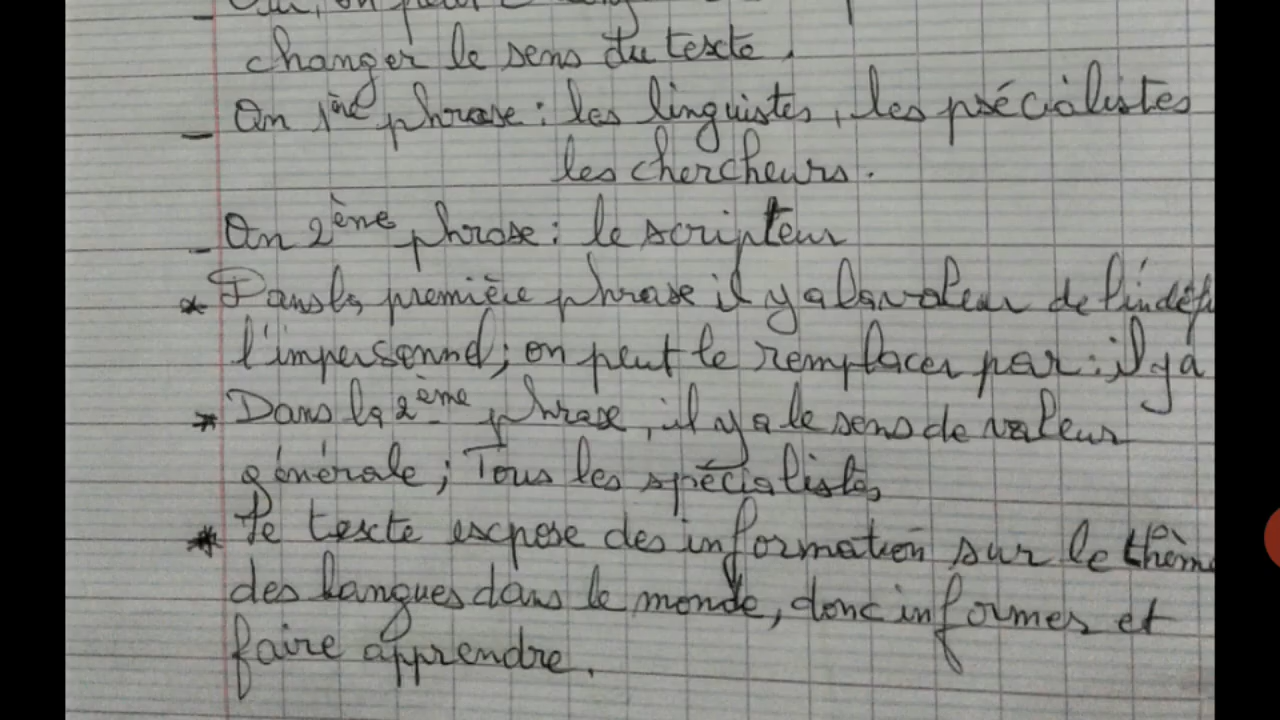 - Oui, on peut
changer le sens du texte.
- On 1ère phrase : les linguistes, les spécialistes
les chercheurs.
- On 2ème phrase : le scripteur
* Dans la première phrase il y a la valeur de l'indéfi
l'impersonnel; on peut le remplacer par : il y a
* Dans la 2ème phrase, il y a le sens de valeur
générale; Tous les spécialistes
* Le texte expose des information sur le thème
des langues dans le monde, donc informer et
faire apprendre.